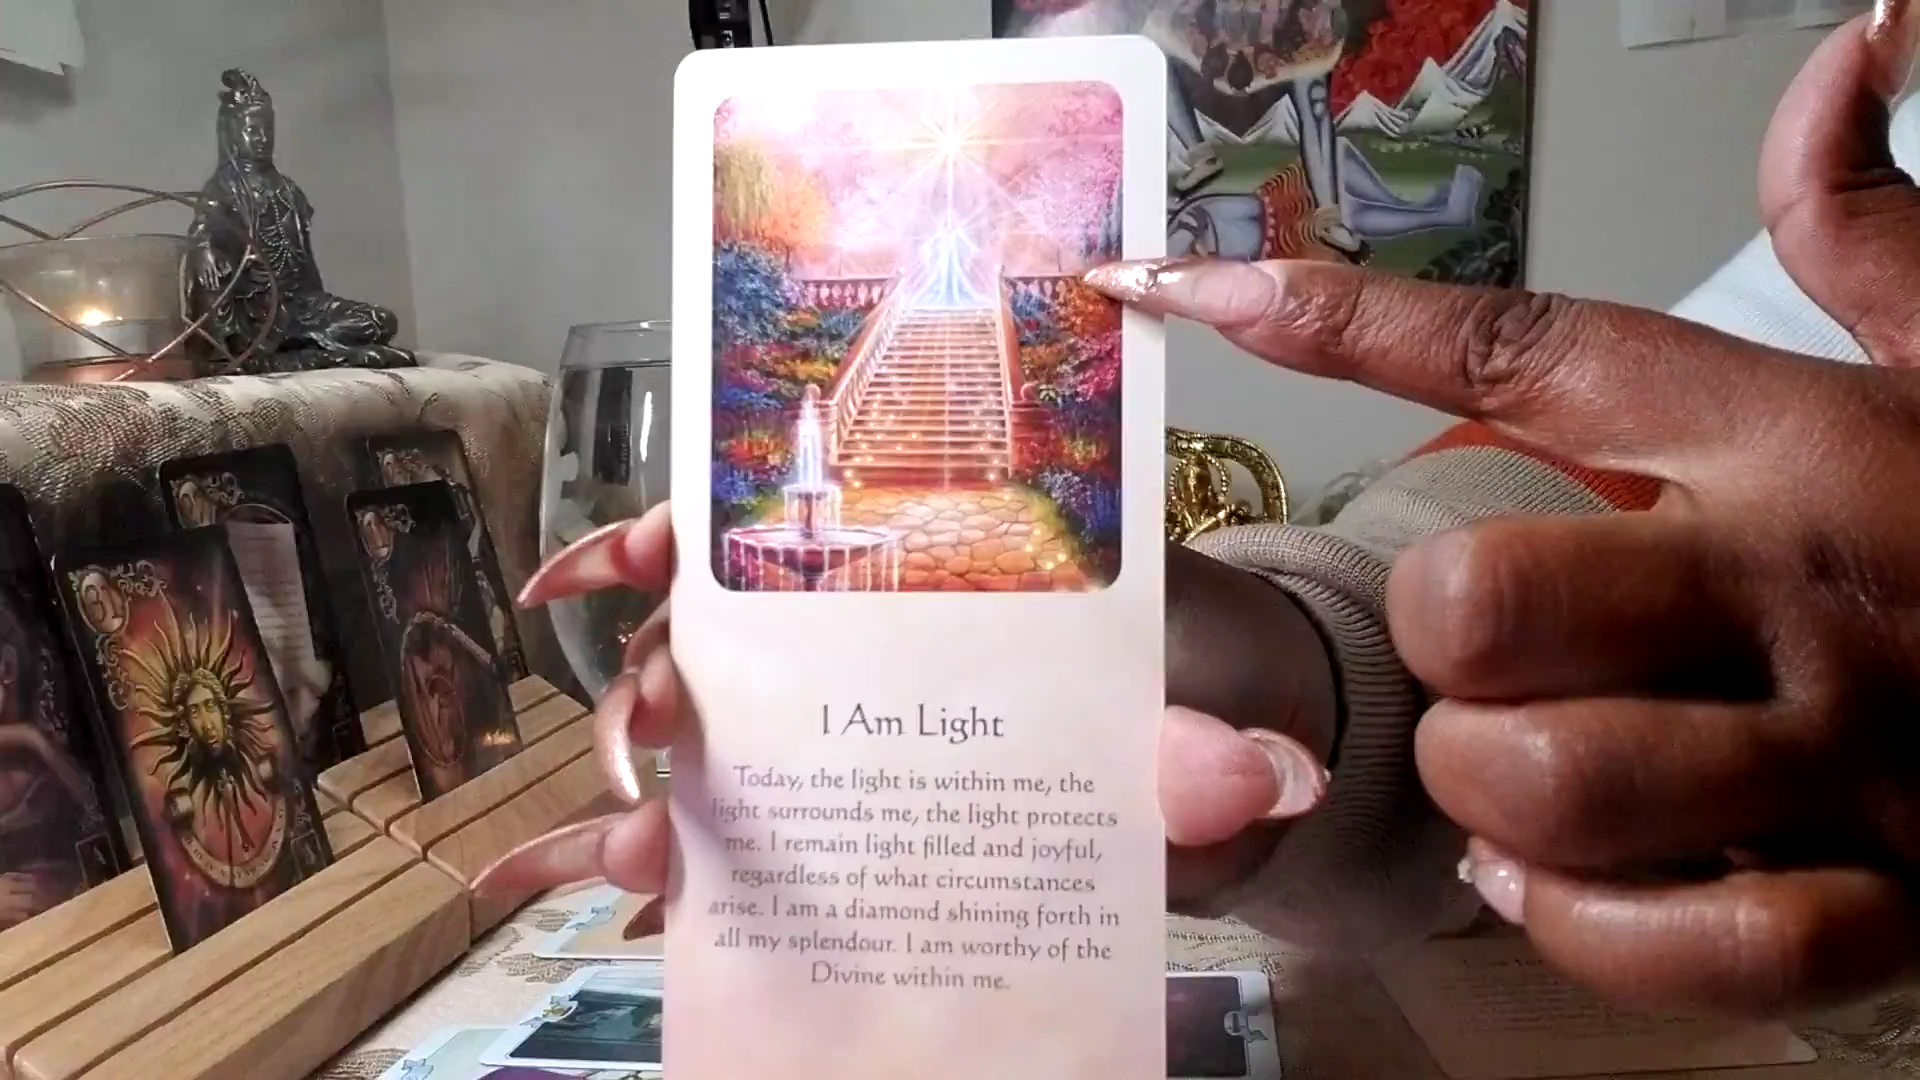 I Am Light
Today, the light is within me, the
light surrounds me, the light protects
me. I remain light filled and joyful,
regardless of what circumstances
arise. I am a diamond shining forth in
all my splendour. I am worthy of the
Divine within me.
31